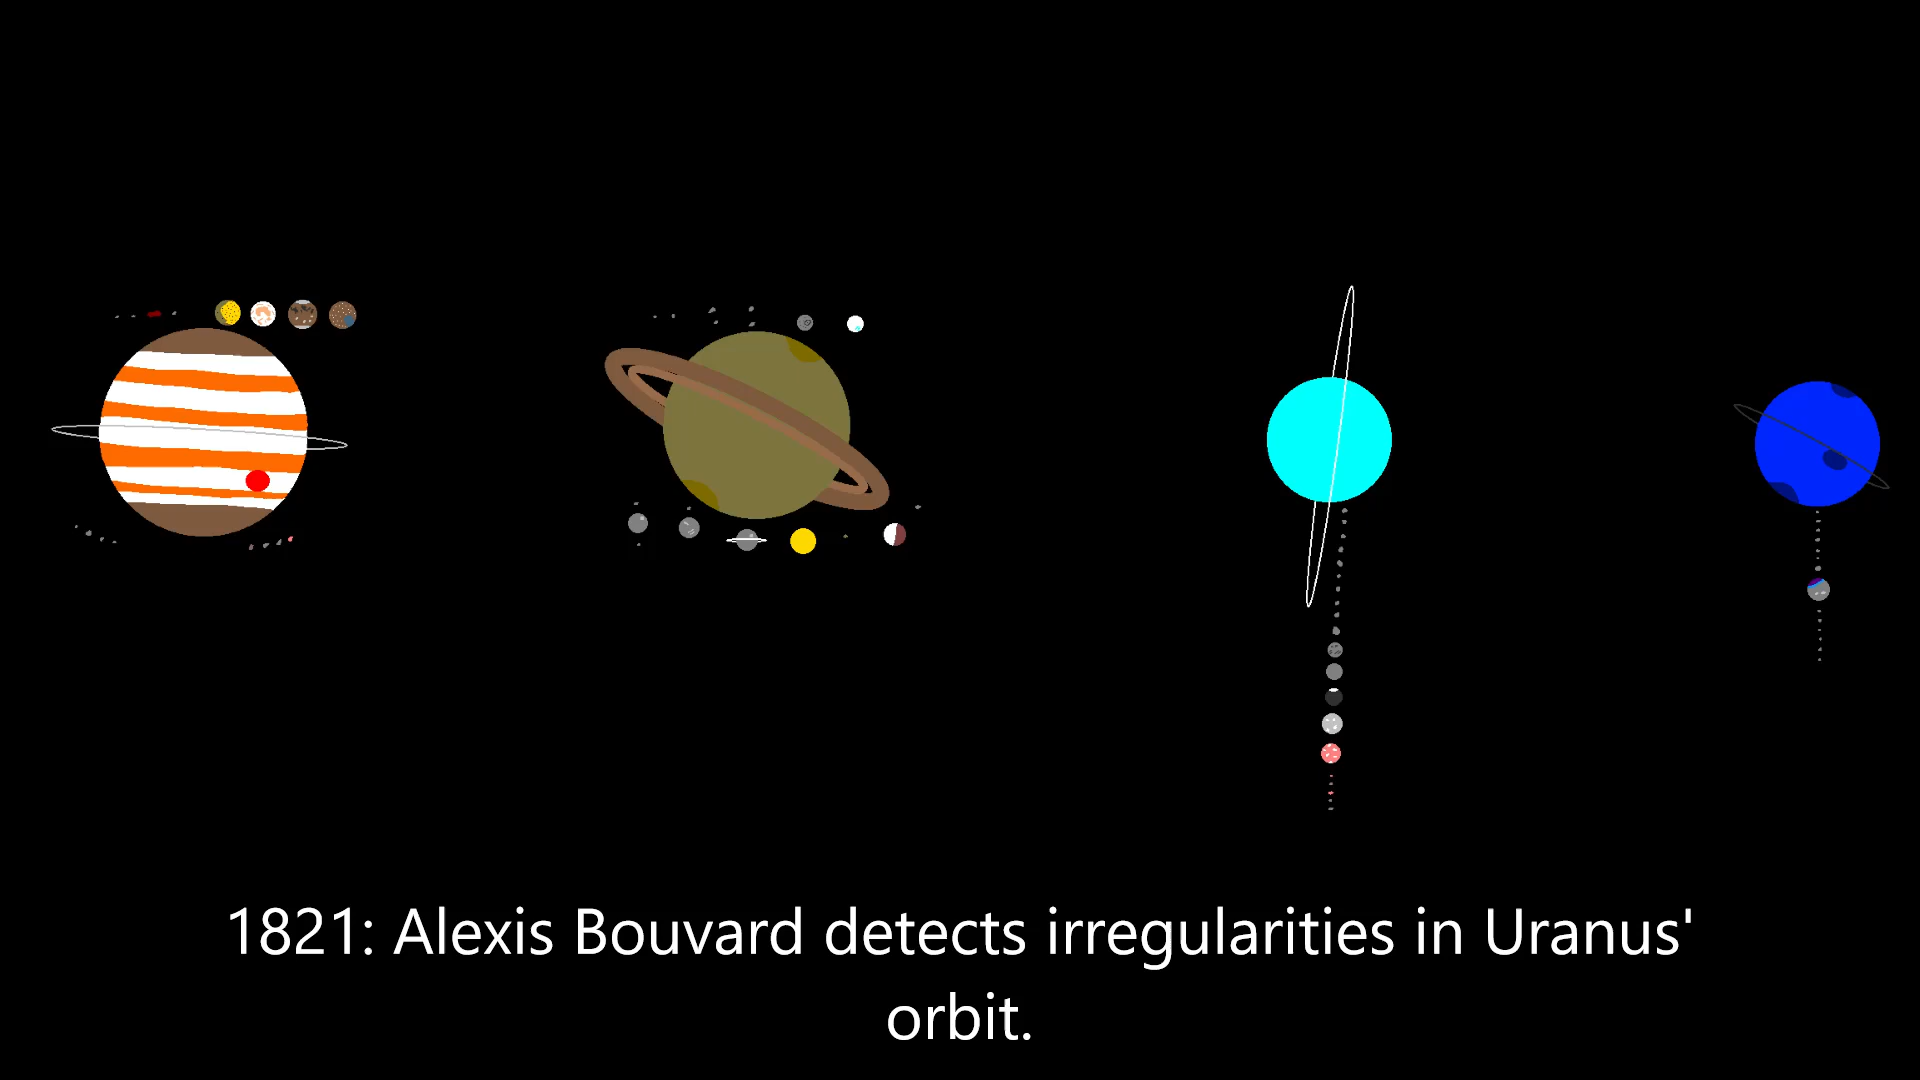 1821: Alexis Bouvard detects irregularities in Uranus'
orbit.